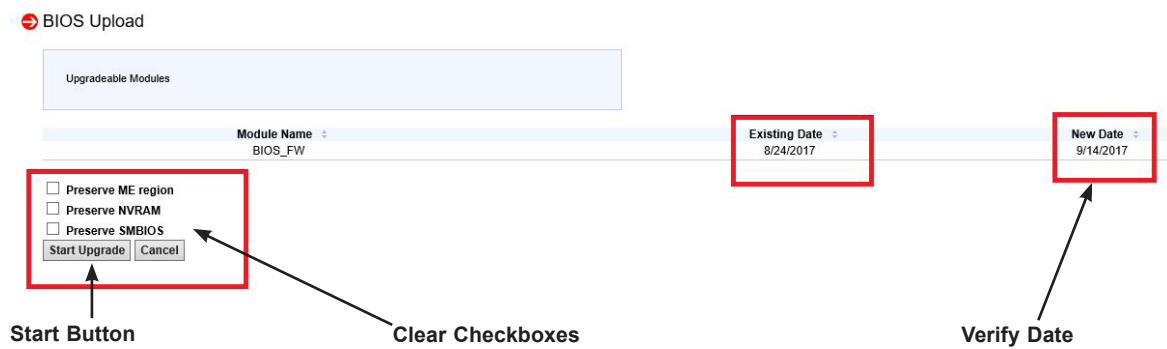 BIOS Upload
Upgradeable Modules
Module Name Existing Date New Date
BIOS_FW 8/24/2017 9/14/2017
Preserve ME region
Preserve NVRAM
Preserve SMBIOS
Start Upgrade Cancel
Start Button Clear Checkboxes Verify Date